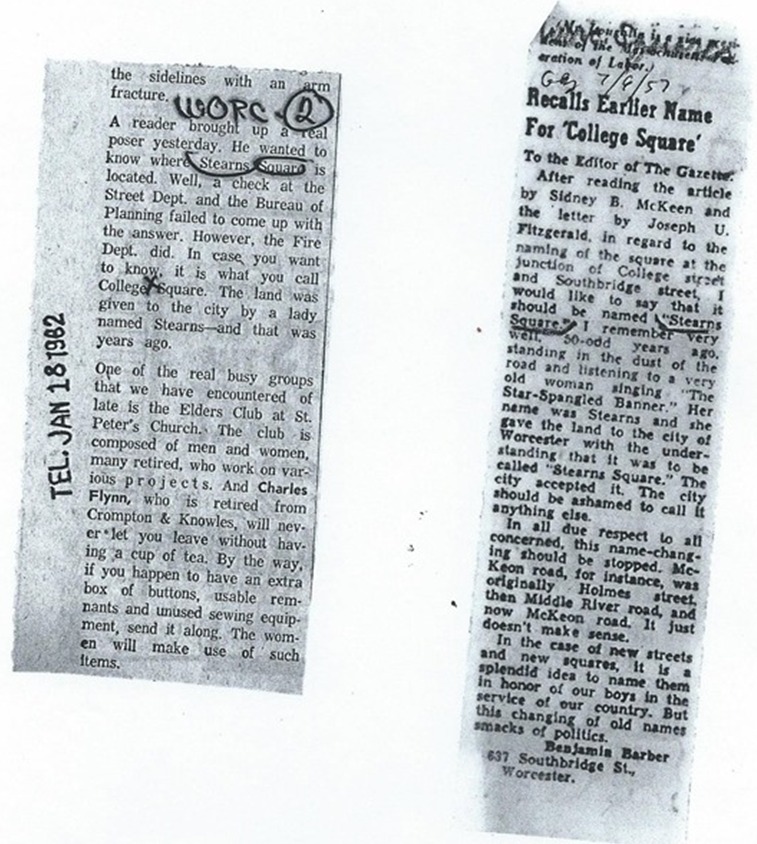 the sidelines with an arm
fracture.
WORC - 2
A reader brought up a real
poser yesterday. He wanted to
know where Stearns Square is
located. Well, a check at the
Street Dept. and the Bureau of
Planning failed to come up with
the answer. However, the Fire
Dept. did. In case you want
to know, it is what you call
College Square. The land was
given to the city by a lady
named Stearns—and that was
years ago.
One of the real busy groups
that we have encountered of
late is the Elders Club at St.
Peter's Church. The club is
composed of men and women,
many retired, who work on var-
ious projects. And Charles
Flynn, who is retired from
Crompton & Knowles, will nev-
er let you leave without hav-
ing a cup of tea. By the way,
if you happen to have an extra
box of buttons, usable rem-
nants and unused sewing equip-
ment, send it along. The wom-
en will make use of such
items.
TEL. JAN 18 1962
is a
of the Massachusetts
eration of Labor.)
7/6/57
Recalls Earlier Name
For 'College Square'
To the Editor of The Gazette:
After reading the article
by Sidney B. McKeen and
the letter by Joseph U.
Fitzgerald, in regard to the
naming of the square at the
junction of College street
and Southbridge street, I
would like to say that it
should be named "Stearns
Square." I remember very
well, 50-odd years ago,
standing in the dust of the
road and listening to a very
old woman singing "The
Star-Spangled Banner." Her
name was Stearns and she
gave the land to the city of
Worcester with the under-
standing that it was to be
called "Stearns Square." The
city accepted it. The city
should be ashamed to call it
anything else.
In all due respect to all
concerned, this name-chang-
ing should be stopped. Mc-
Keon road, for instance, was
originally Holmes street,
then Middle River road, and
now McKeon road. It just
doesn't make sense.
In the case of new streets
and new squares, it is a
splendid idea to name them
in honor of our boys in the
service of our country. But
this changing of old names
smacks of politics.
Benjamin Barber
637 Southbridge St.,
Worcester.